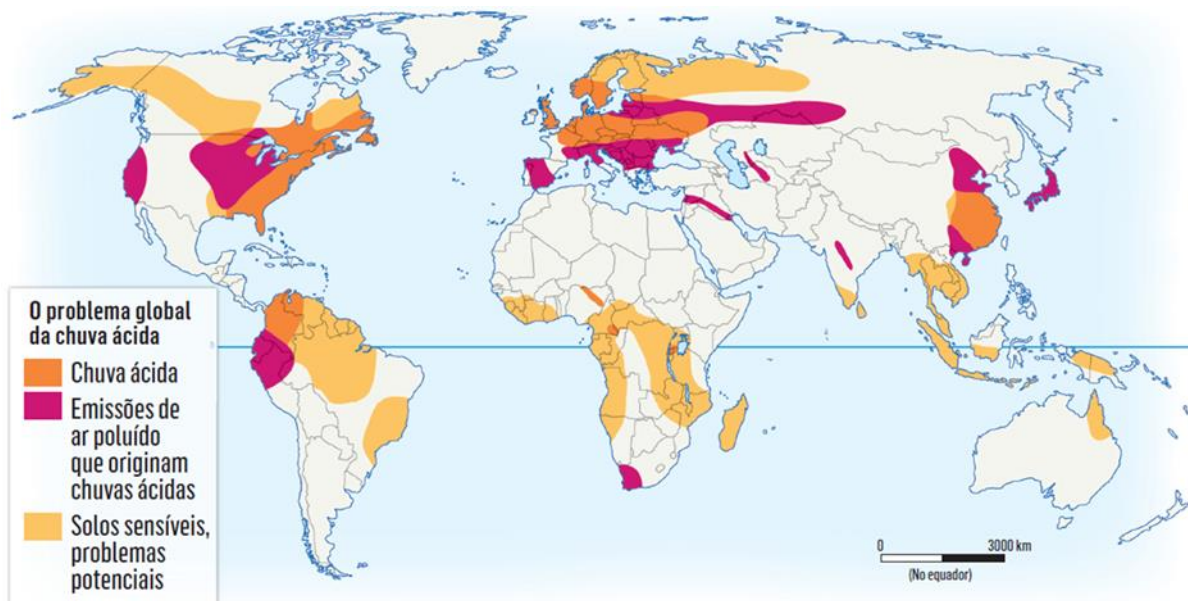 O problema global
da chuva ácida
Chuva ácida
Emissões de
ar poluído
que originam
chuvas ácidas
Solos sensíveis,
problemas
potenciais
0 3000 km
(No equador)